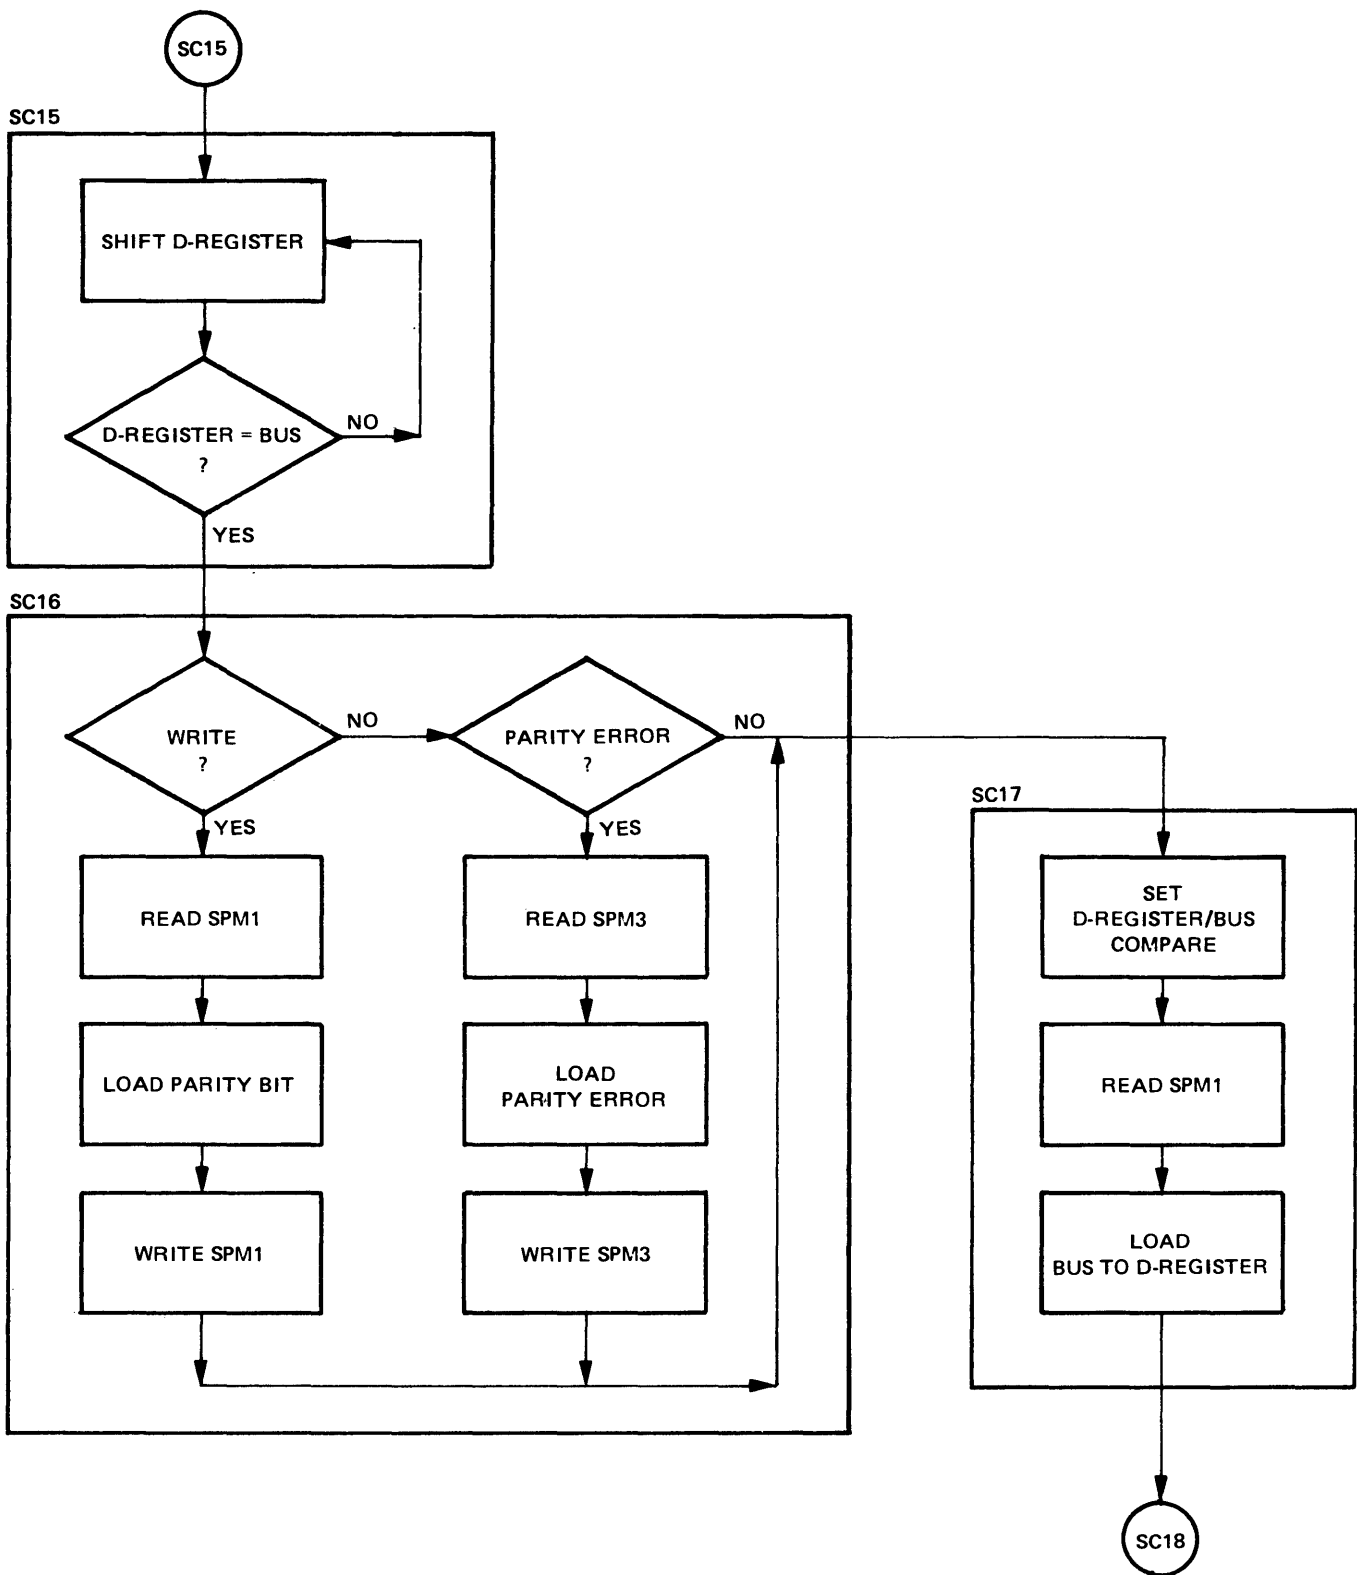 SC15
SC15
SHIFT D-REGISTER
D-REGISTER = BUS
?
NO
YES
SC16
WRITE
?
NO
YES
PARITY ERROR
?
NO
YES
READ SPM1
LOAD PARITY BIT
WRITE SPM1
READ SPM3
LOAD
PARITY ERROR
WRITE SPM3
SC17
SET
D-REGISTER/BUS
COMPARE
READ SPM1
LOAD
BUS TO D-REGISTER
SC18